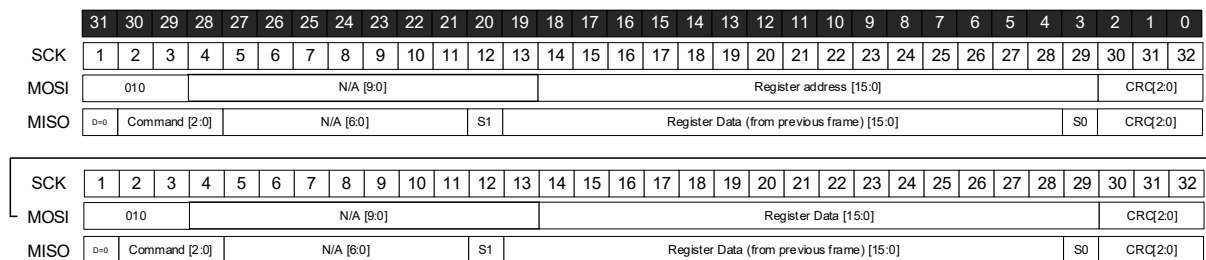 31 30 29 28 27 26 25 24 23 22 21 20 19 18 17 16 15 14 13 12 11 10 9 8 7 6 5 4 3 2 1 0
SCK 1 2 3 4 5 6 7 8 9 10 11 12 13 14 15 16 17 18 19 20 21 22 23 24 25 26 27 28 29 30 31 32
MOSI 010 N/A [9:0] Register address [15:0] CRC[2:0]
MISO D=0 Command [2:0] N/A [6:0] S1 Register Data (from previous frame) [15:0] S0 CRC[2:0]
SCK 1 2 3 4 5 6 7 8 9 10 11 12 13 14 15 16 17 18 19 20 21 22 23 24 25 26 27 28 29 30 31 32
MOSI 010 N/A [9:0] Register Data [15:0] CRC[2:0]
MISO D=0 Command [2:0] N/A [6:0] S1 Register Data (from previous frame) [15:0] S0 CRC[2:0]